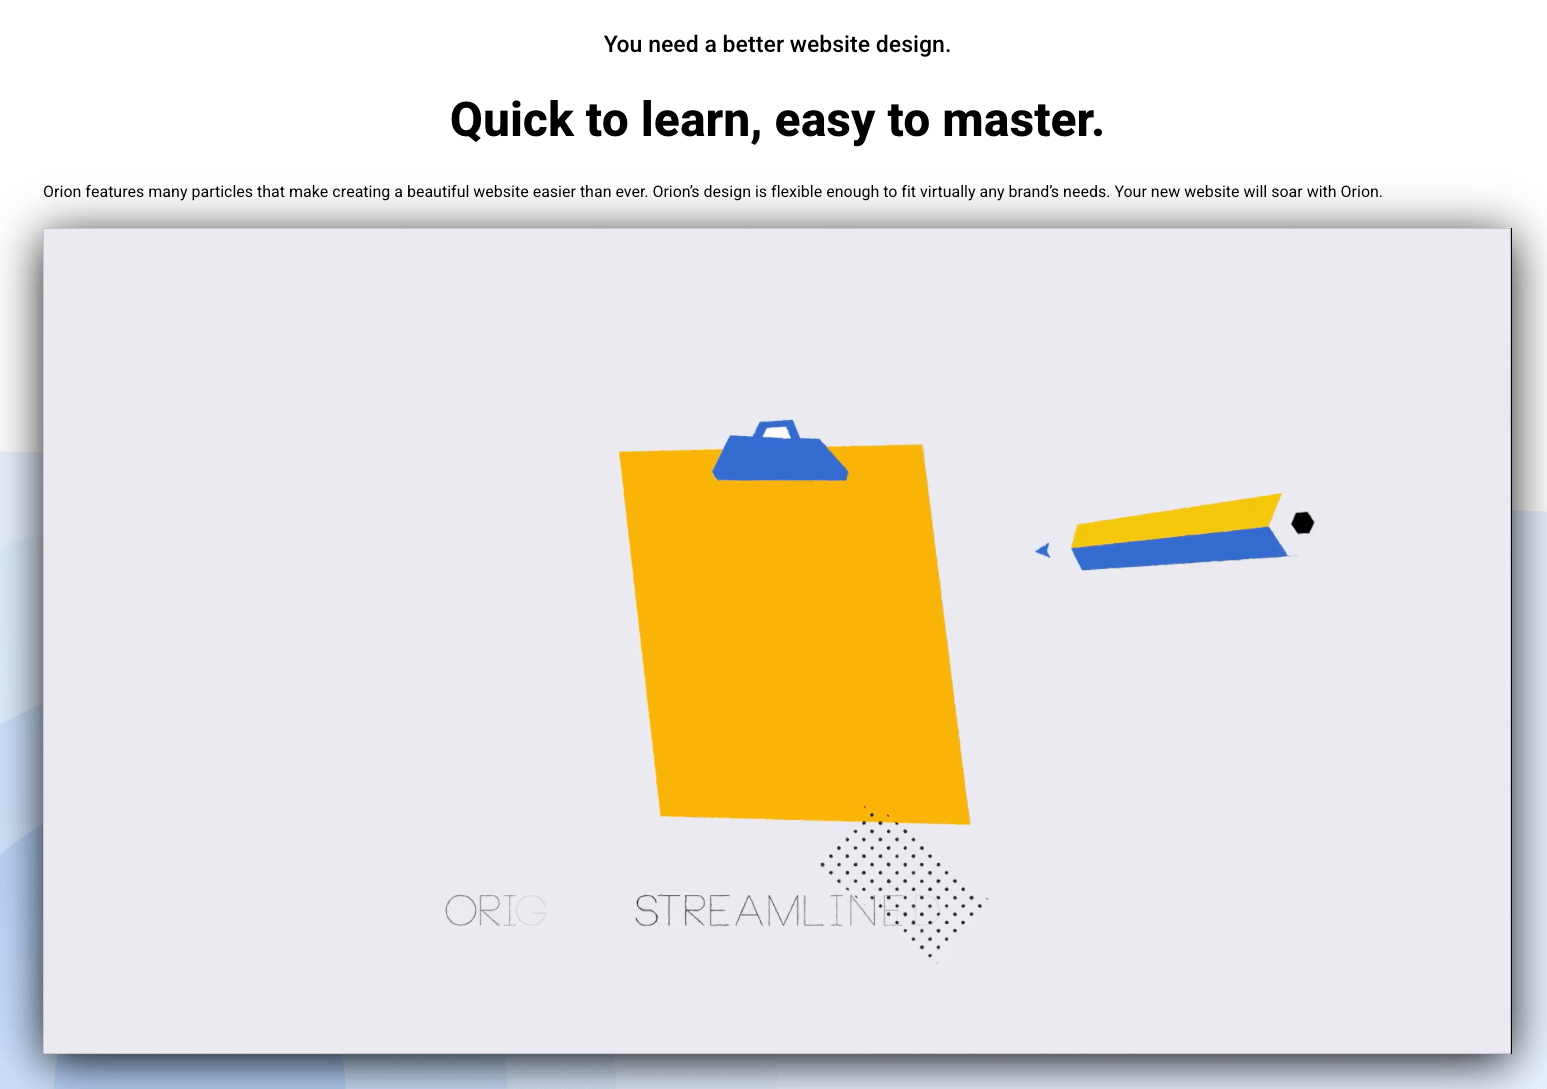 You need a better website design.
Quick to learn, easy to master.
Orion features many particles that make creating a beautiful website easier than ever. Orion’s design is flexible enough to fit virtually any brand’s needs. Your new website will soar with Orion.
ORIG STREAMLINED